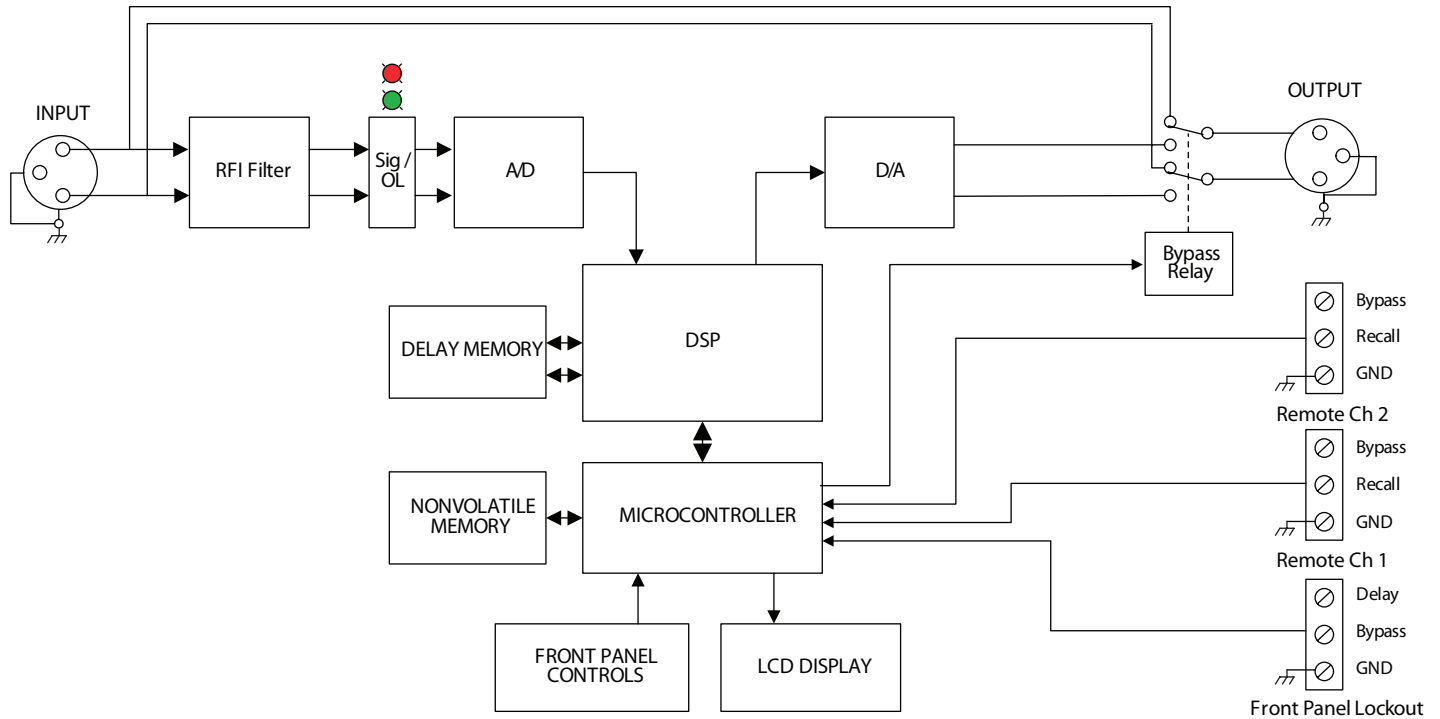 INPUT
OUTPUT
RFI Filter
Sig /
OL
A/D
D/A
Bypass
Relay
DELAY MEMORY
DSP
Bypass
Recall
GND
Remote Ch 2
NONVOLATILE
MEMORY
MICROCONTROLLER
Bypass
Recall
GND
Remote Ch 1
FRONT PANEL
CONTROLS
LCD DISPLAY
Delay
Bypass
GND
Front Panel Lockout